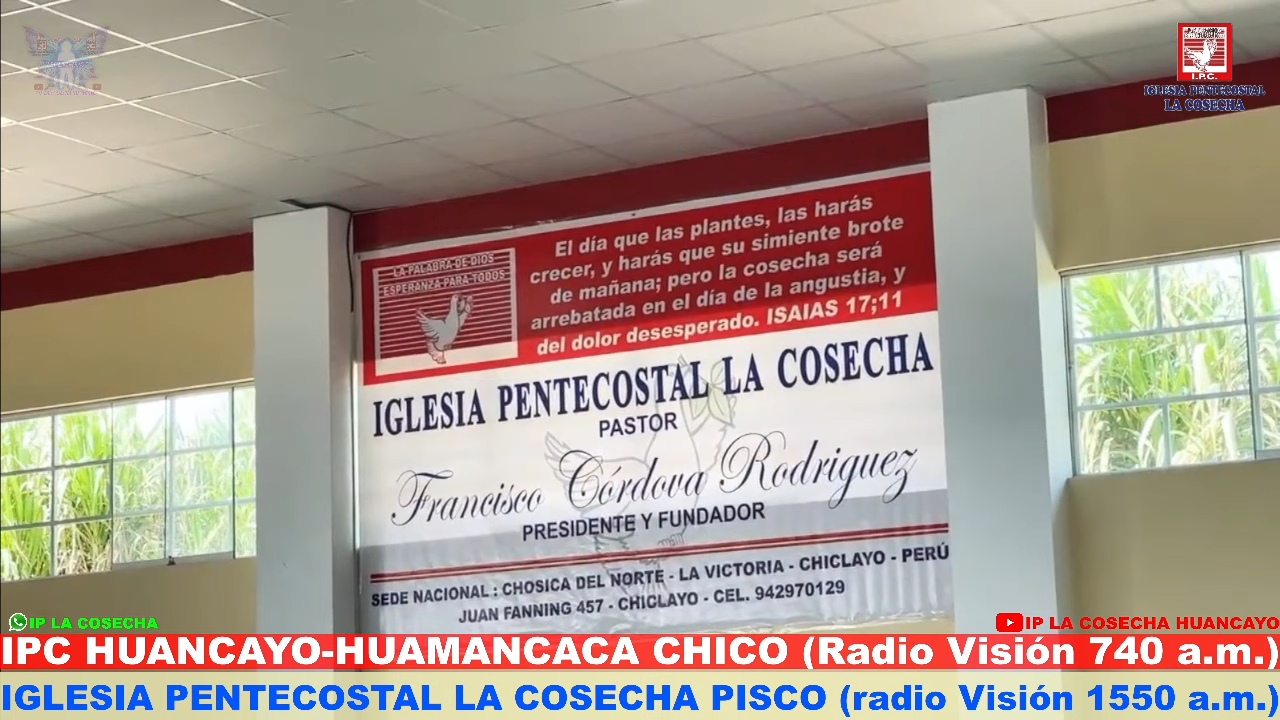 I.P.C.
IGLESIA PENTECOSTAL
LA COSECHA
LA PALABRA DE DIOS
ESPERANZA PARA TODOS
El día que las plantes, las harás
crecer, y harás que su simiente brote
de mañana; pero la cosecha será
arrebatada en el día de la angustia, y
del dolor desesperado. ISAIAS 17;11
IGLESIA PENTECOSTAL LA COSECHA
PASTOR
Francisco Córdova Rodriguez
PRESIDENTE Y FUNDADOR
SEDE NACIONAL : CHOSICA DEL NORTE - LA VICTORIA - CHICLAYO - PERÚ
JUAN FANNING 457 - CHICLAYO - CEL. 942970129
IP LA COSECHA
IP LA COSECHA HUANCAYO
IPC HUANCAYO-HUAMANCACA CHICO (Radio Visión 740 a.m.)
IGLESIA PENTECOSTAL LA COSECHA PISCO (radio Visión 1550 a.m.)